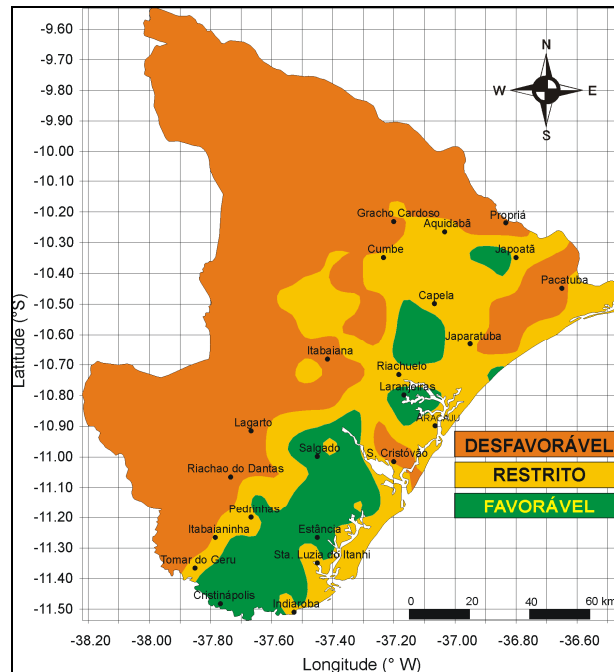 -9.60
-9.70
-9.80
-9.90
-10.00
-10.10
-10.20
-10.30
-10.40
-10.50
-10.60
-10.70
-10.80
-10.90
-11.00
-11.10
-11.20
-11.30
-11.40
-11.50
Latitude (°S)
N
W E
S
Gracho Cardoso
Aquidabã
Propriá
Cumbe
Japoatã
Pacatuba
Capela
Japaratuba
Itabaiana
Riachuelo
Laranjeiras
ARACAJU
Lagarto
Salgado
S. Cristóvão
Riachao do Dantas
Pedrinhas
Itabaianinha
Estância
Tomar do Geru
Sta. Luzia do Itanhi
Cristinápolis
Indiaroba
DESFAVORÁVEL
RESTRITO
FAVORÁVEL
0 20 40 60 km
-38.20 -38.00 -37.80 -37.60 -37.40 -37.20 -37.00 -36.80 -36.60
Longitude (° W)